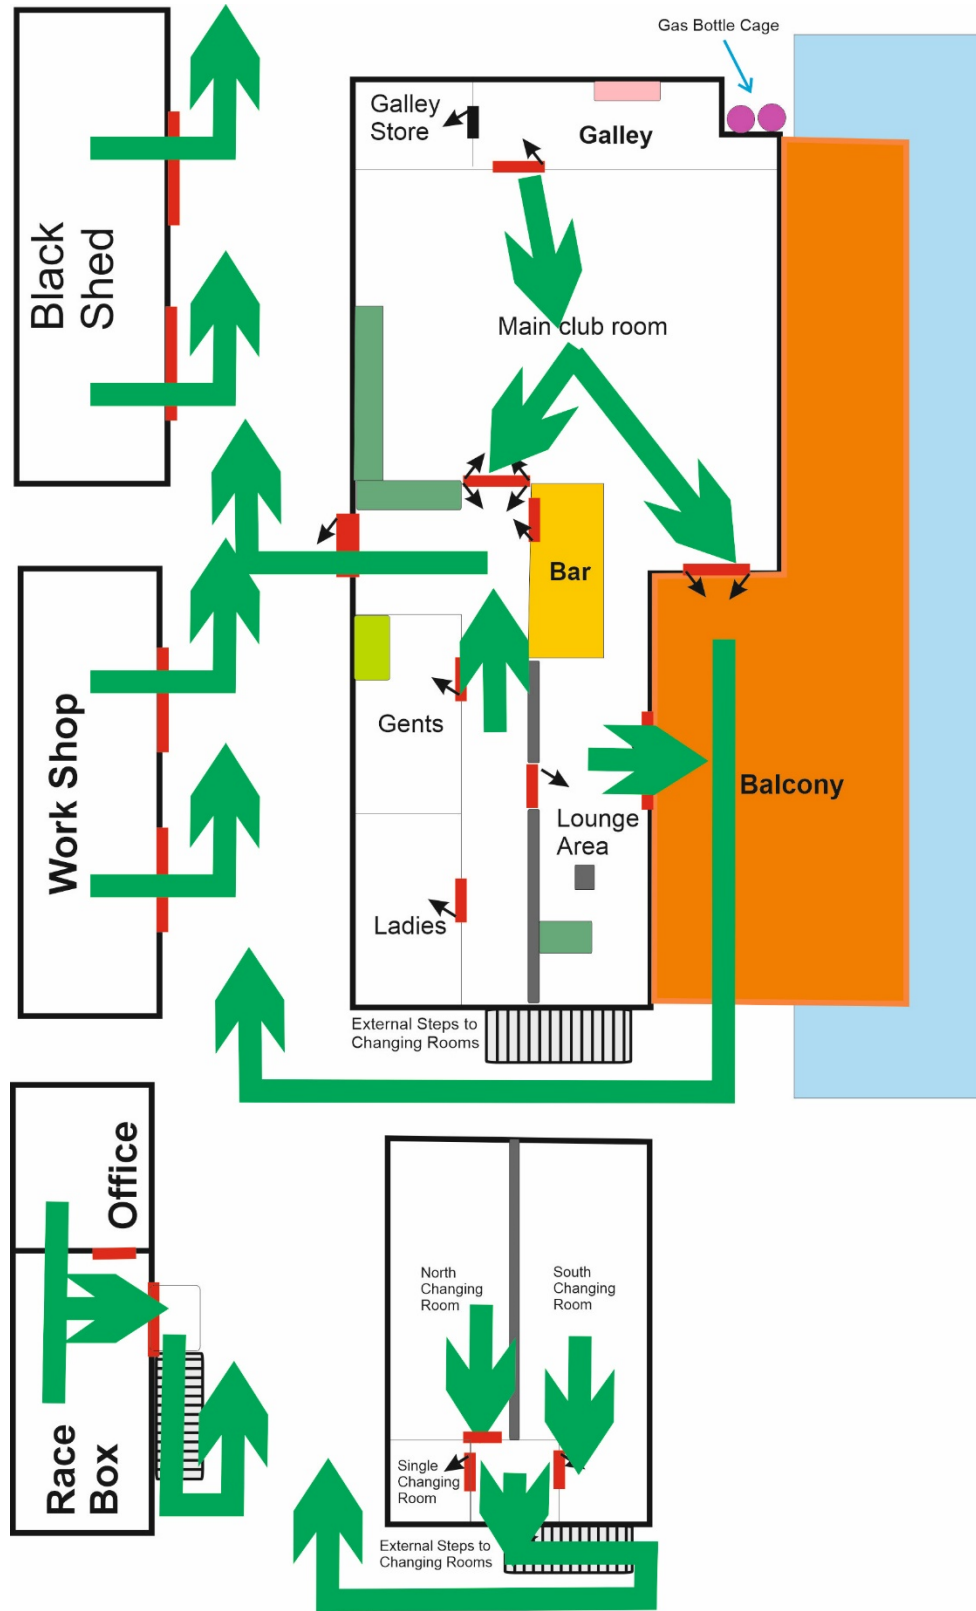 Gas Bottle Cage
Galley
Store
Galley
Black
Shed
Main club room
Bar
Work Shop
Gents
Balcony
Lounge
Area
Ladies
External Steps to
Changing Rooms
Office
North
Changing
Room
South
Changing
Room
Race
Box
Single
Changing
Room
External Steps to
Changing Rooms